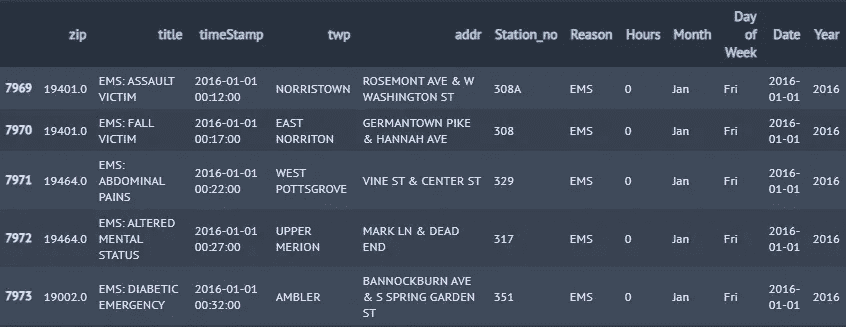 zip title timeStamp twp addr Station_no Reason Hours Month Day of Week Date Year
7969 19401.0 EMS: ASSAULT VICTIM 2016-01-01 00:12:00 NORRISTOWN ROSEMONT AVE & W WASHINGTON ST 308A EMS 0 Jan Fri 2016-01-01 2016
7970 19401.0 EMS: FALL VICTIM 2016-01-01 00:17:00 EAST NORRITON GERMANTOWN PIKE & HANNAH AVE 308 EMS 0 Jan Fri 2016-01-01 2016
7971 19464.0 EMS: ABDOMINAL PAINS 2016-01-01 00:22:00 WEST POTTSGROVE VINE ST & CENTER ST 329 EMS 0 Jan Fri 2016-01-01 2016
7972 19464.0 EMS: ALTERED MENTAL STATUS 2016-01-01 00:27:00 UPPER MERION MARK LN & DEAD END 317 EMS 0 Jan Fri 2016-01-01 2016
7973 19002.0 EMS: DIABETIC EMERGENCY 2016-01-01 00:32:00 AMBLER BANNOCKBURN AVE & S SPRING GARDEN ST 351 EMS 0 Jan Fri 2016-01-01 2016